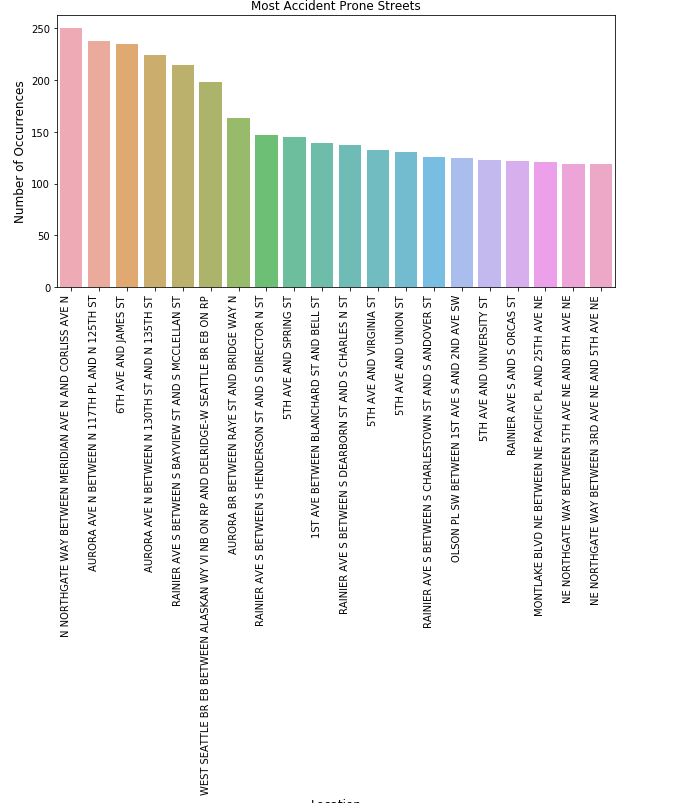 Most Accident Prone Streets
Number of Occurrences
250
200
150
100
50
0
N NORTHGATE WAY BETWEEN MERIDIAN AVE N AND CORLISS AVE N
AURORA AVE N BETWEEN N 117TH PL AND N 125TH ST
6TH AVE AND JAMES ST
AURORA AVE N BETWEEN N 130TH ST AND N 135TH ST
RAINIER AVE S BETWEEN S BAYVIEW ST AND S MCCLELLAN ST
WEST SEATTLE BR EB BETWEEN ALASKAN WY VI NB ON RP AND DELRIDGE-W SEATTLE BR EB ON RP
AURORA BR BETWEEN RAYE ST AND BRIDGE WAY N
RAINIER AVE S BETWEEN S HENDERSON ST AND S DIRECTOR N ST
5TH AVE AND SPRING ST
1ST AVE BETWEEN BLANCHARD ST AND BELL ST
RAINIER AVE S BETWEEN S DEARBORN ST AND S CHARLES N ST
5TH AVE AND VIRGINIA ST
5TH AVE AND UNION ST
RAINIER AVE S BETWEEN S CHARLESTOWN ST AND S ANDOVER ST
OLSON PL SW BETWEEN 1ST AVE S AND 2ND AVE SW
5TH AVE AND UNIVERSITY ST
RAINIER AVE S AND S ORCAS ST
MONTLAKE BLVD NE BETWEEN NE PACIFIC PL AND 25TH AVE NE
NE NORTHGATE WAY BETWEEN 5TH AVE NE AND 8TH AVE NE
NE NORTHGATE WAY BETWEEN 3RD AVE NE AND 5TH AVE NE
Location